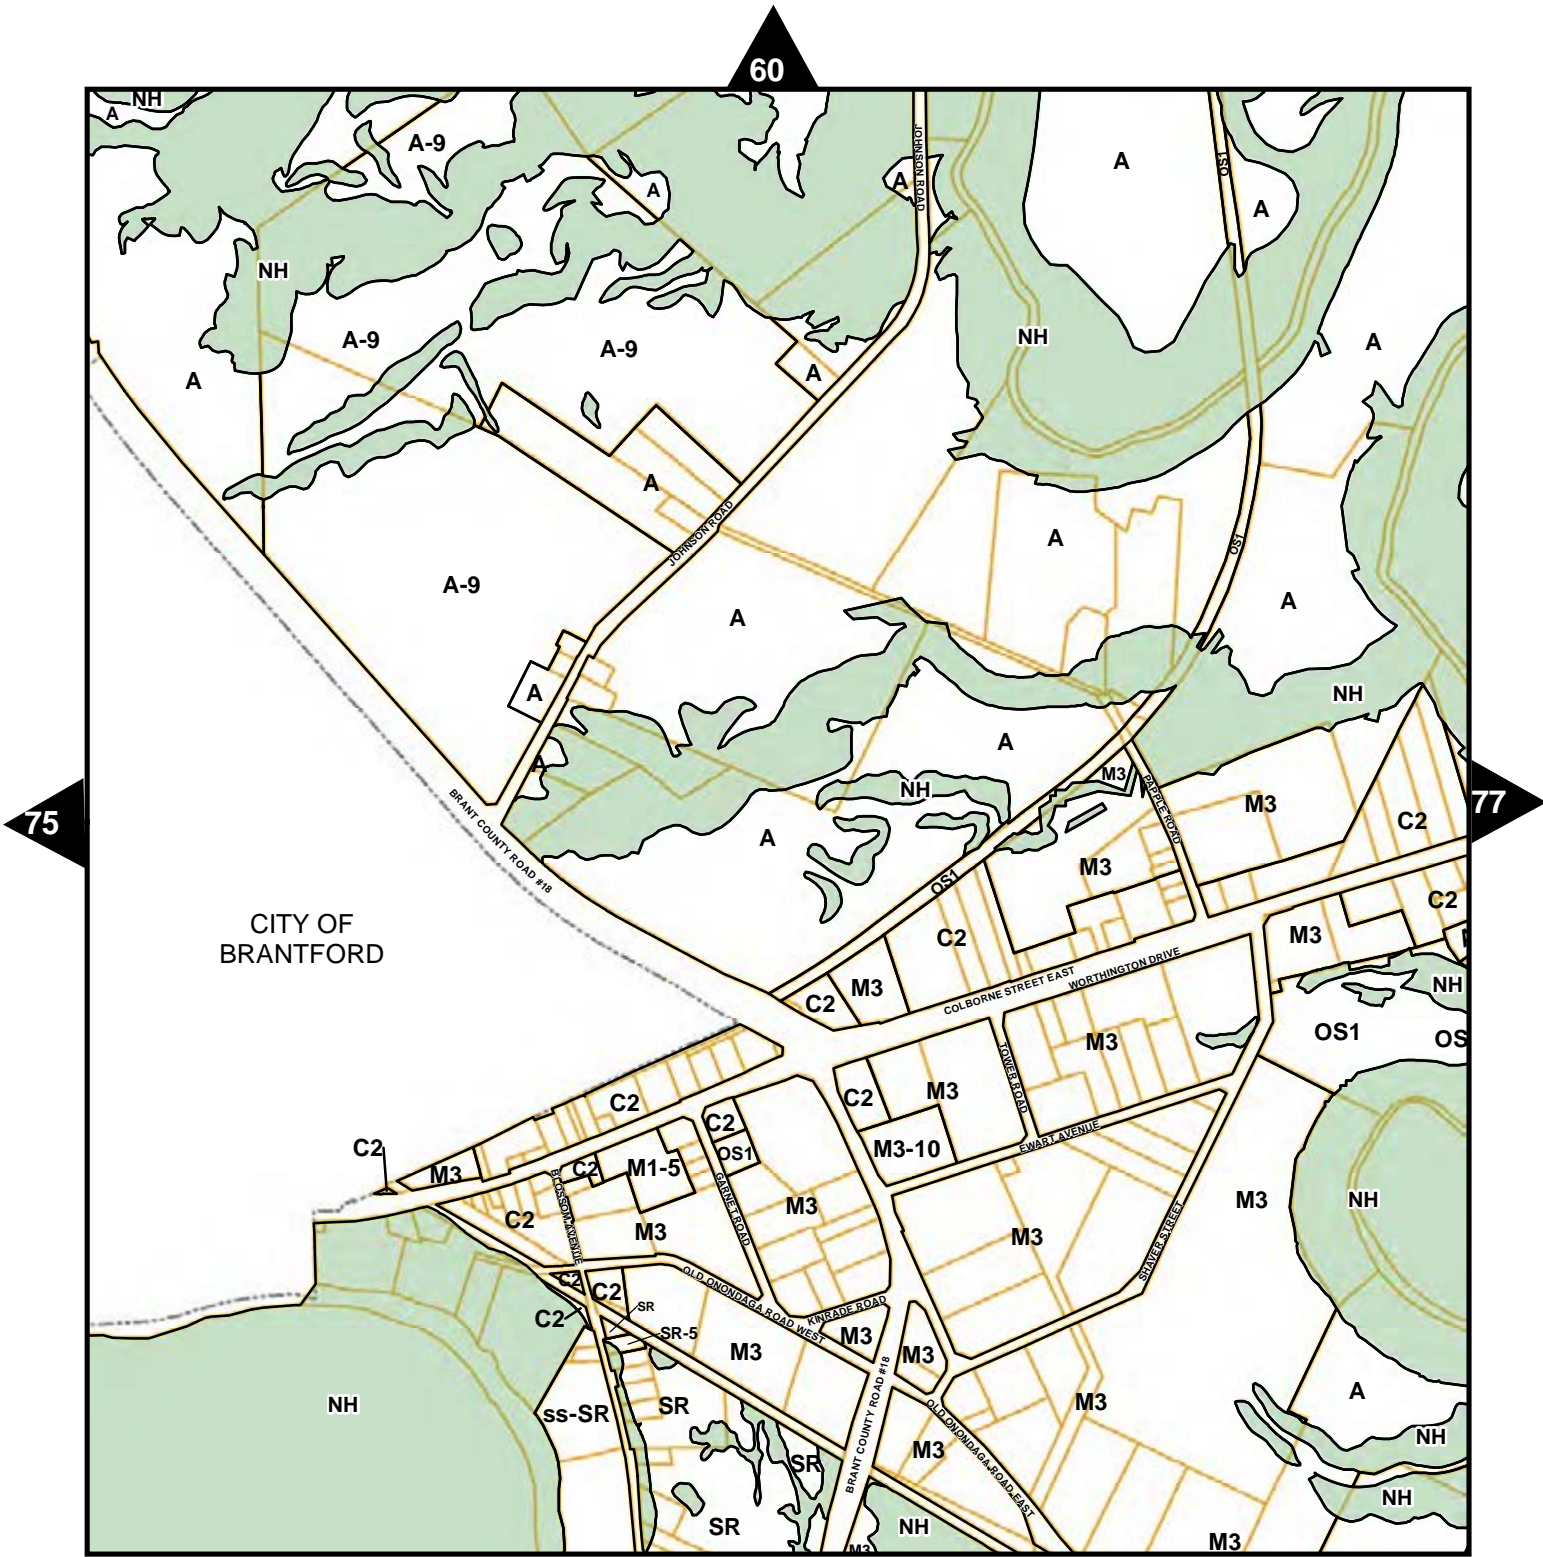 60
NH
A
A-9
JOHNSON ROAD
A
OS1
A
A
A
NH
A-9
A-9
NH
A
A
A
A
JOHNSON ROAD
A
OS1
A-9
A
A
A
NH
A
A
NH
M3
PAPPLE ROAD
M3
C2
75
77
BRANT COUNTY ROAD #18
A
M3
OS1
C2
CITY OF
BRANTFORD
C2
M3
C2
M3
COLBORNE STREET EAST
WORTHINGTON DRIVE
NH
OS1
OS
M3
TOWER ROAD
C2
M3
C2
C2
OS1
M3-10
EWART AVENUE
C2
M3
C2
M1-5
BLOSSOM AVENUE
GARNET ROAD
M3
M3
NH
C2
M3
M3
SHAVER STREET
C2
C2
OLD ONONDAGA ROAD WEST
KINRADE ROAD
C2
SR
SR-5
M3
M3
M3
BRANT COUNTY ROAD #18
NH
ss-SR
SR
M3
A
OLD ONONDAGA ROAD EAST
M3
NH
SR
NH
SR
NH
M3
M3